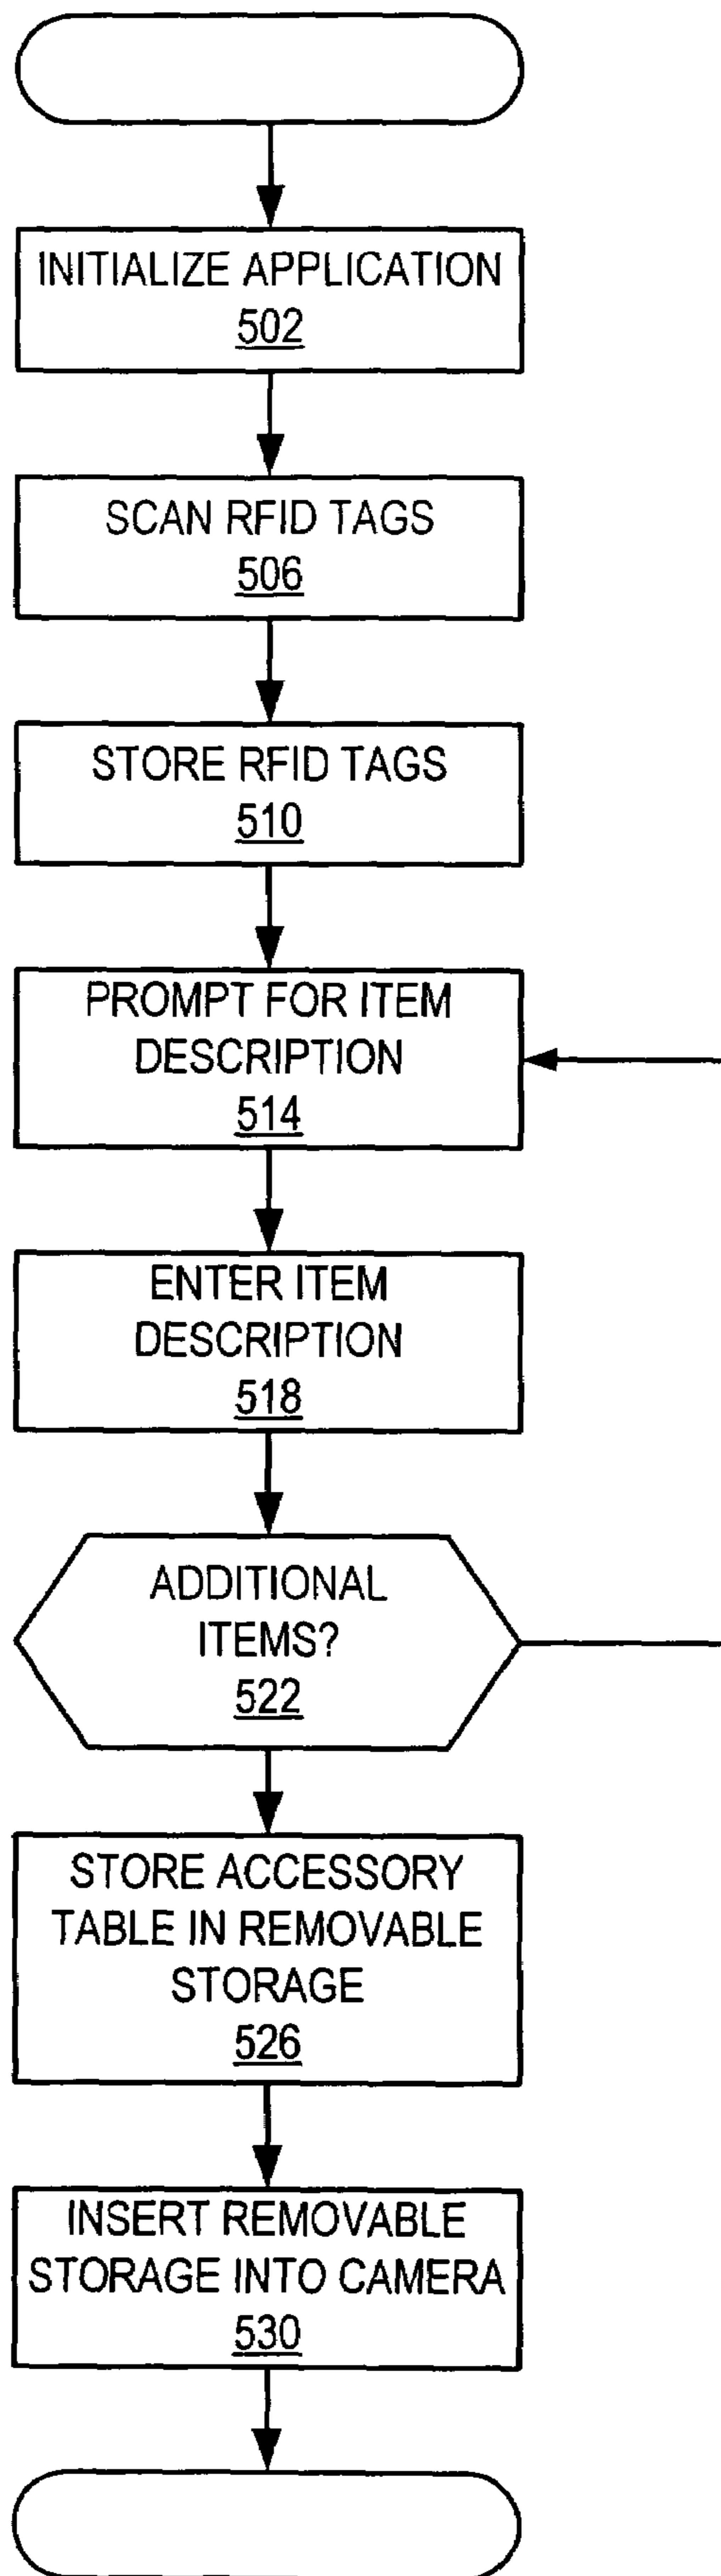 INITIALIZE APPLICATION
502
SCAN RFID TAGS
506
STORE RFID TAGS
510
PROMPT FOR ITEM
DESCRIPTION
514
ENTER ITEM
DESCRIPTION
518
ADDITIONAL
ITEMS?
522
STORE ACCESSORY
TABLE IN REMOVABLE
STORAGE
526
INSERT REMOVABLE
STORAGE INTO CAMERA
530